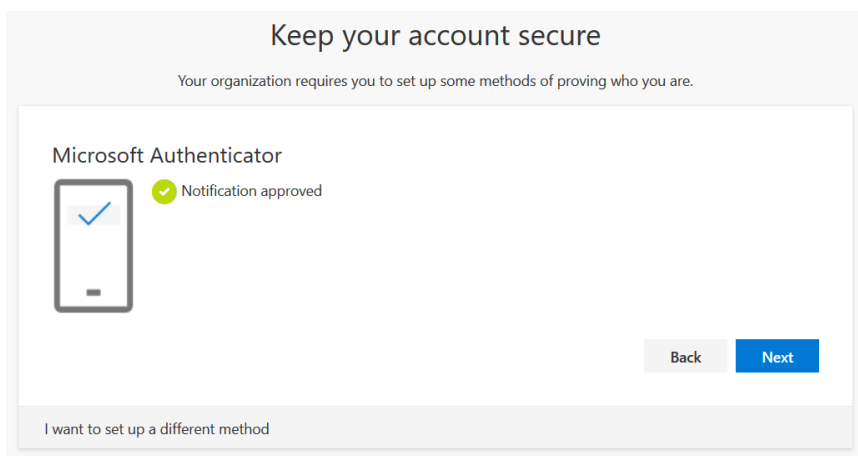 Keep your account secure
Your organization requires you to set up some methods of proving who you are.
Microsoft Authenticator
Notification approved
Back
Next
I want to set up a different method